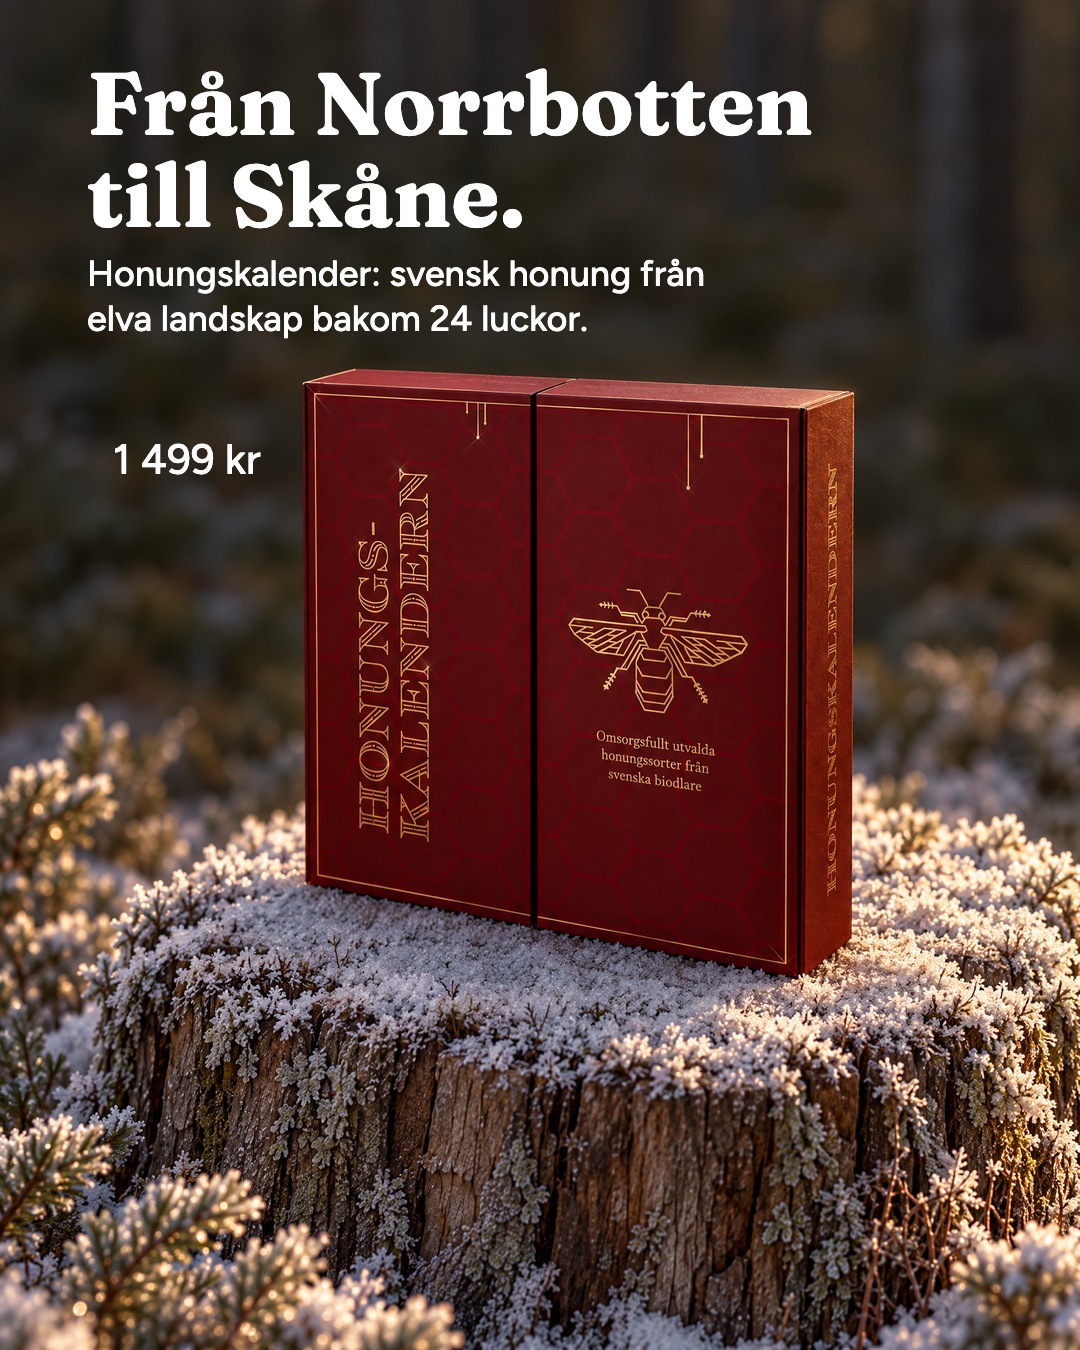 Från Norrbotten
till Skåne.
Honungskalender: svensk honung från
elva landskap bakom 24 luckor.
1 499 kr
HONUNGS-
KALENDERN
Omsorgsfullt utvalda
honungssorter från
svenska biodlare
HONUNGSKALENDERN